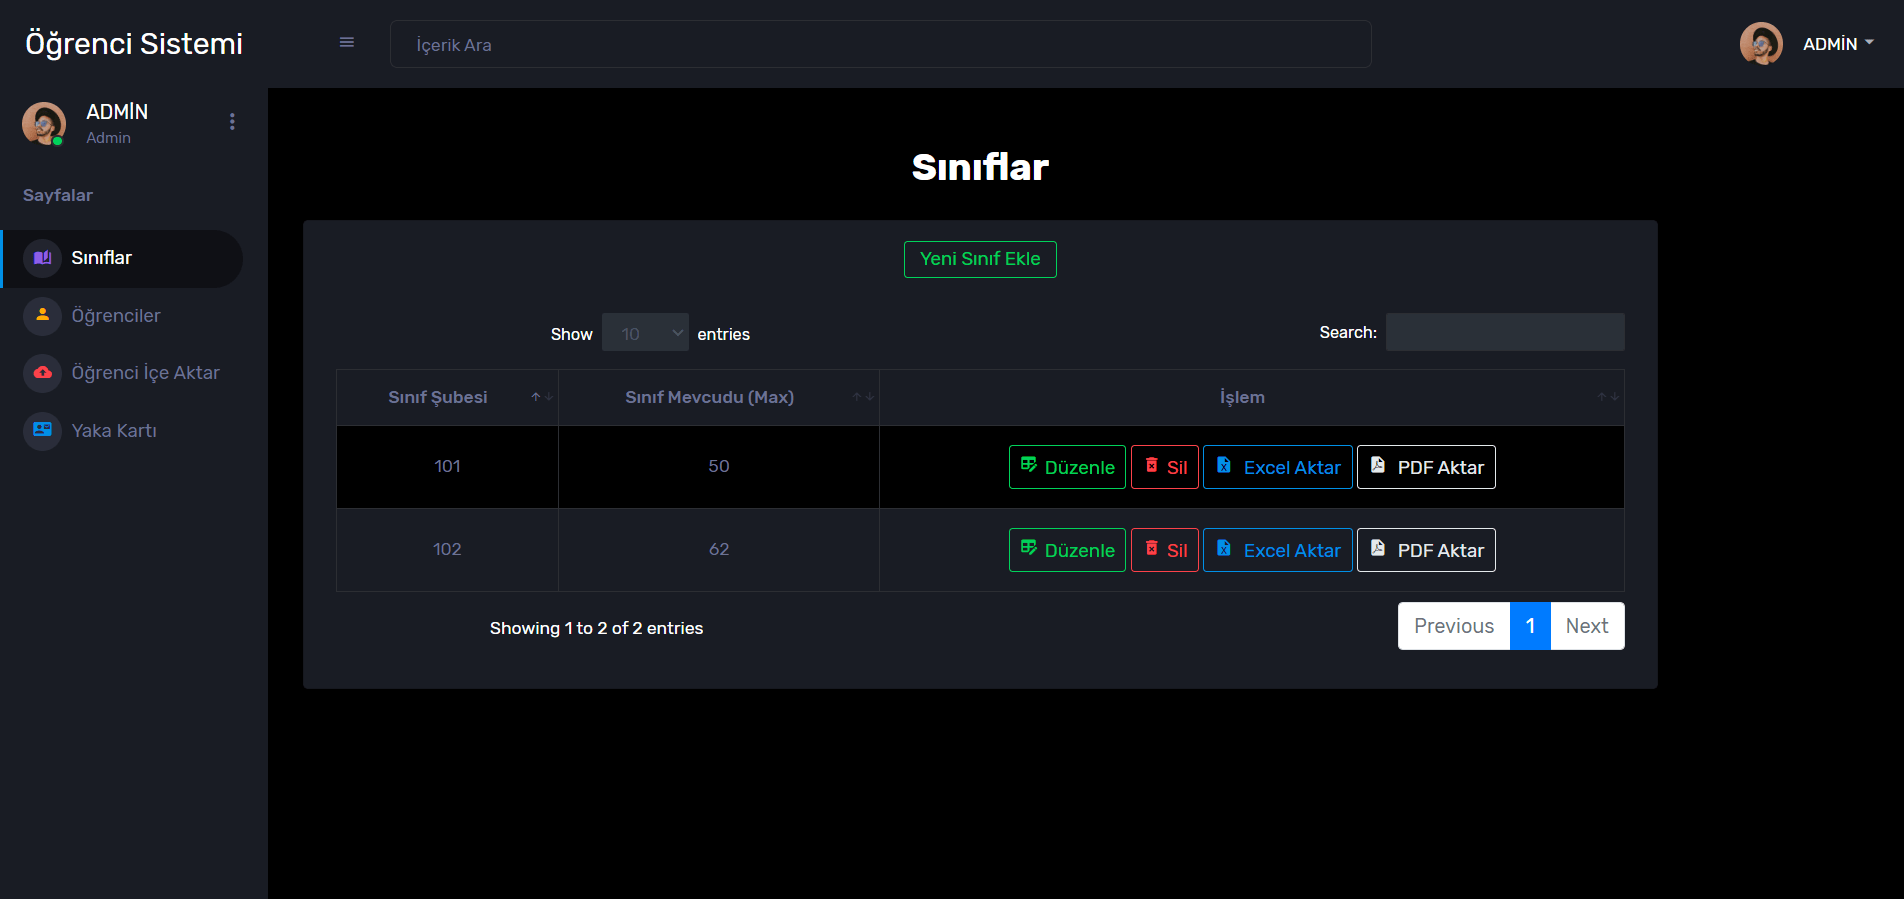 Öğrenci Sistemi
İçerik Ara
ADMİN
ADMİN
Admin
Sayfalar
Sınıflar
Öğrenciler
Öğrenci İçe Aktar
Yaka Kartı
Sınıflar
Yeni Sınıf Ekle
Show 10 entries
Search:
Sınıf Şubesi Sınıf Mevcudu (Max) İşlem
101 50 Düzenle Sil Excel Aktar PDF Aktar
102 62 Düzenle Sil Excel Aktar PDF Aktar
Showing 1 to 2 of 2 entries
Previous 1 Next